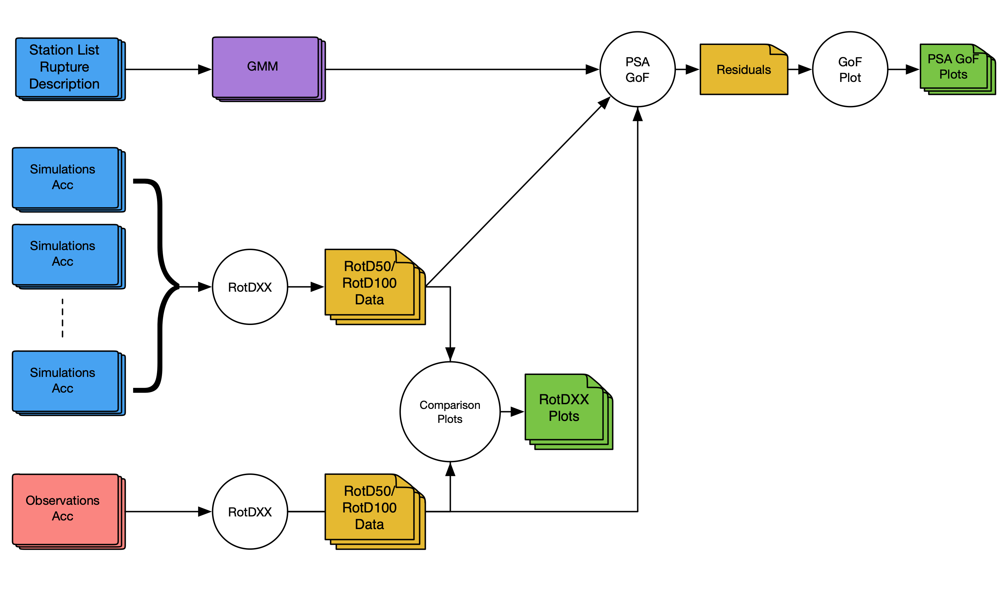 Station List
Rupture
Description
GMM
PSA
GoF
Residuals
GoF
Plot
PSA GoF
Plots
Simulations
Acc
Simulations
Acc
Simulations
Acc
RotDXX
RotD50/
RotD100
Data
Comparison
Plots
RotDXX
Plots
Observations
Acc
RotDXX
RotD50/
RotD100
Data